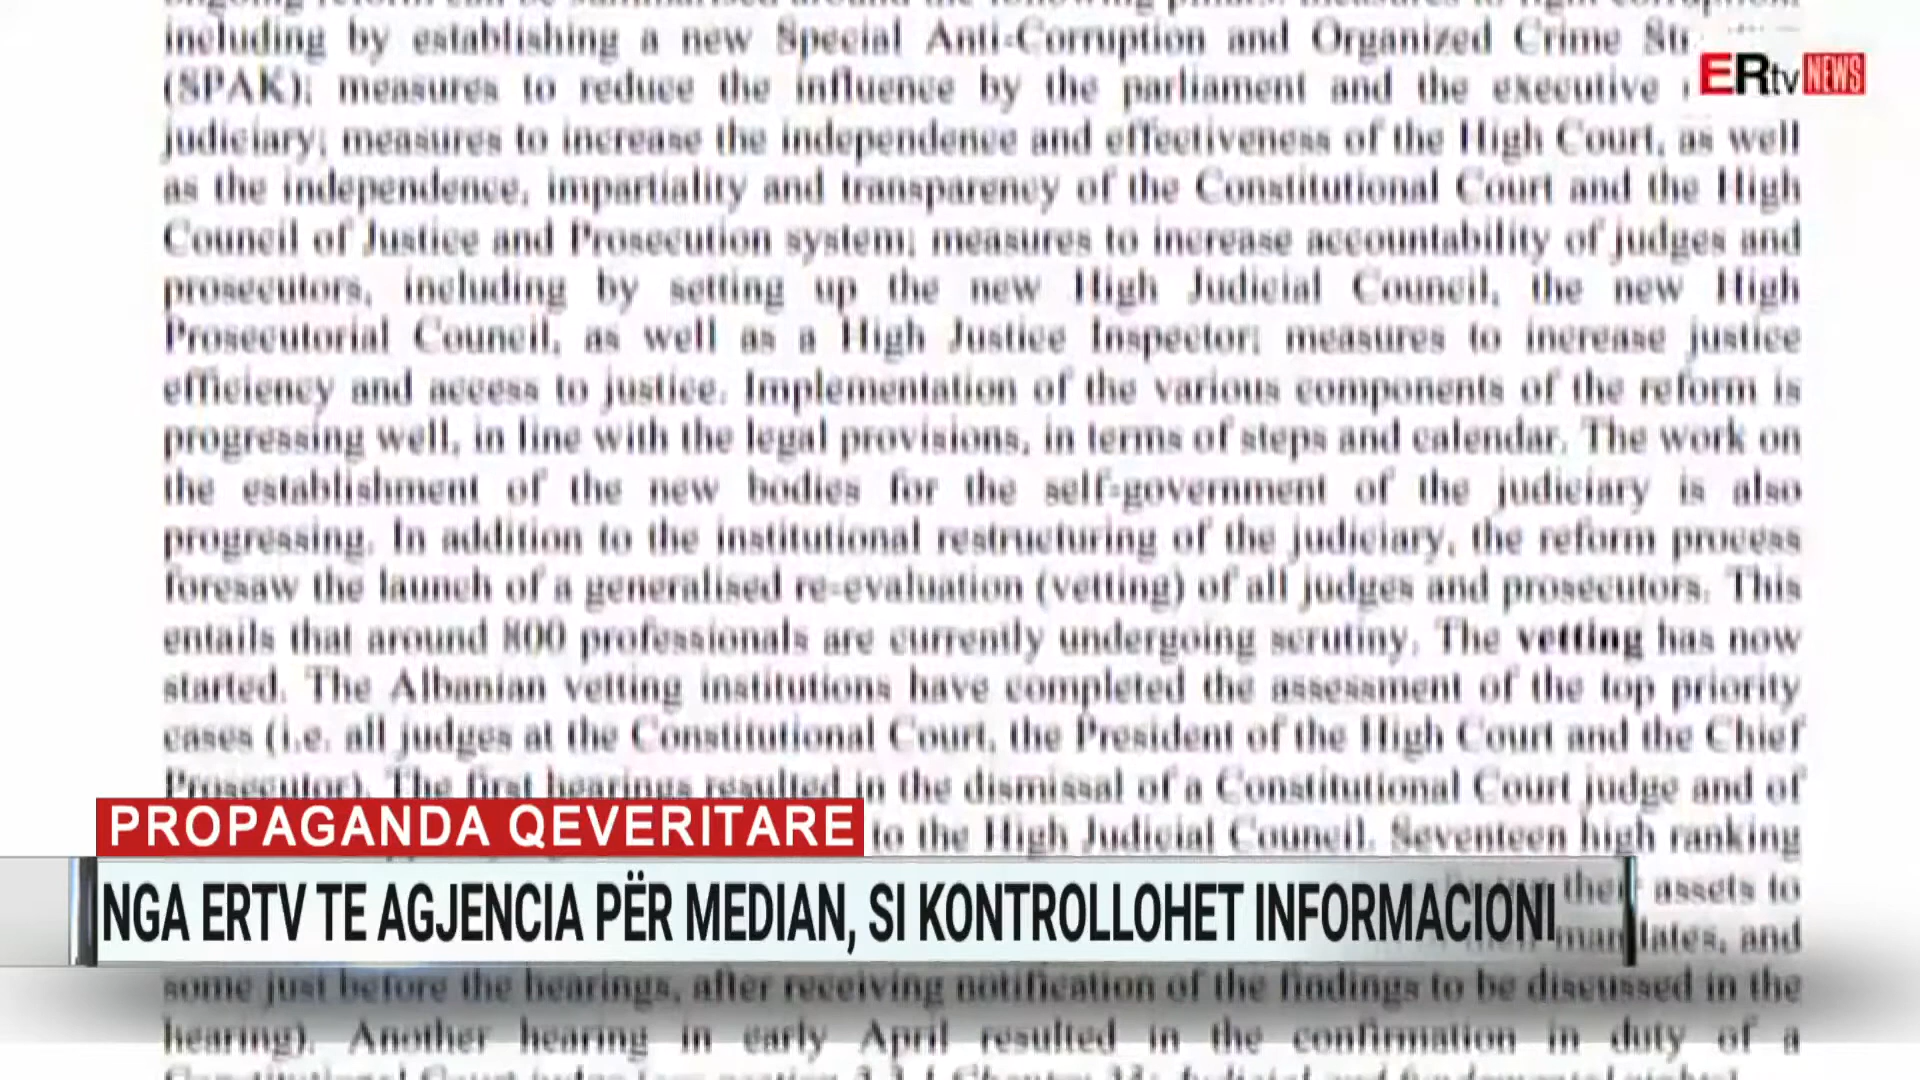 including by establishing a new Special Anti-Corruption and Organized Crime
(SPAK); measures to reduce the influence by the parliament and the executive
ERtv NEWS
judiciary; measures to increase the independence and effectiveness of the High Court, as well
as the independence, impartiality and transparency of the Constitutional Court and the High
Council of Justice and Prosecution system; measures to increase accountability of judges and
prosecutors, including by setting up the new High Judicial Council, the new High
Prosecutorial Council, as well as a High Justice Inspector; measures to increase justice
efficiency and access to justice. Implementation of the various components of the reform is
progressing well, in line with the legal provisions, in terms of steps and calendar. The work on
the establishment of the new bodies for the self-government of the judiciary is also
progressing. In addition to the institutional restructuring of the judiciary, the reform process
foresaw the launch of a generalised re-evaluation (vetting) of all judges and prosecutors. This
entails that around 800 professionals are currently undergoing scrutiny. The vetting has now
started. The Albanian vetting institutions have completed the assessment of the top priority
cases (i.e. all judges at the Constitutional Court, the President of the High Court and the Chief
Prosecutor). The first hearings resulted in the dismissal of a Constitutional Court judge and of
PROPAGANDA QEVERITARE
to the High Judicial Council. Seventeen high ranking
their assets to
NGA ERTV TE AGJENCIA PËR MEDIAN, SI KONTROLLOHET INFORMACIONI
mandates, and
some just before the hearings, after receiving notification of the findings to be discussed in the
hearing). Another hearing in early April resulted in the confirmation in duty of a